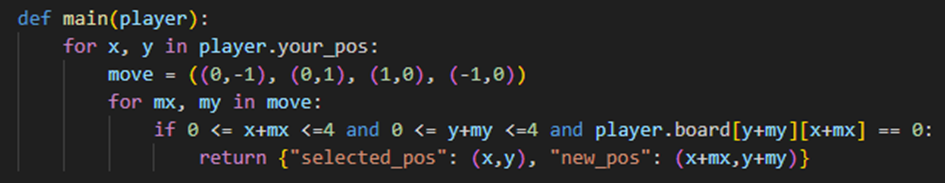 def main(player):
    for x, y in player.your_pos:
        move = ((0,-1), (0,1), (1,0), (-1,0))
        for mx, my in move:
            if 0 <= x+mx <=4 and 0 <= y+my <=4 and player.board[y+my][x+mx] == 0:
                return {"selected_pos": (x,y), "new_pos": (x+mx,y+my)}